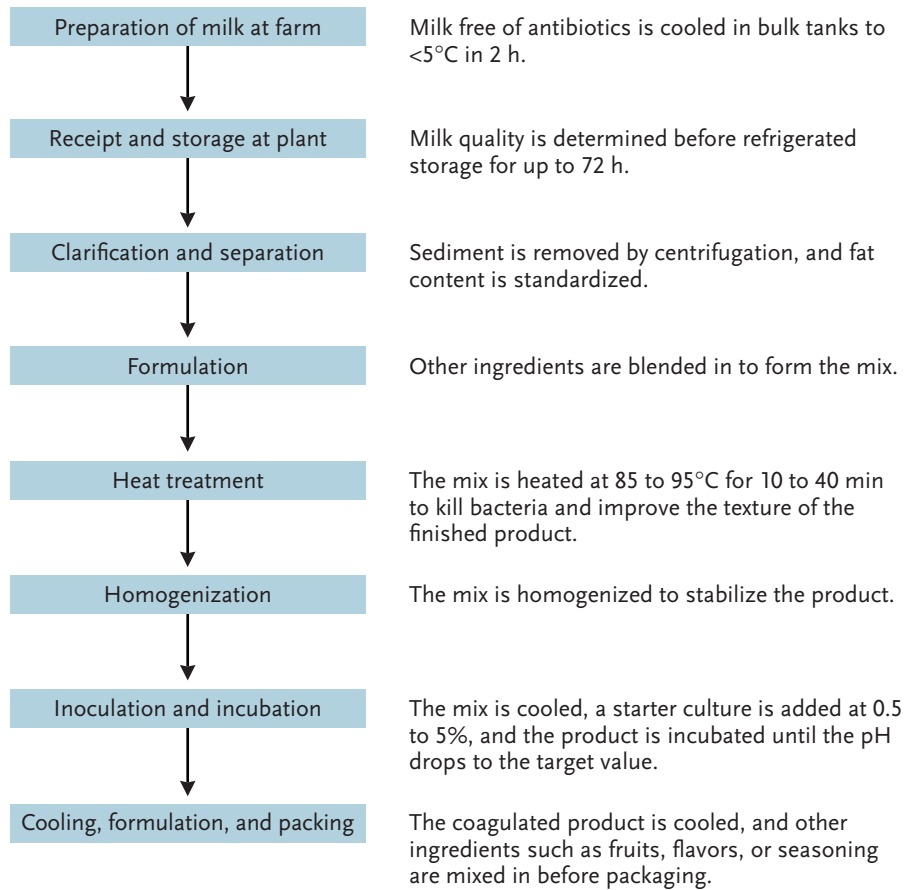 Preparation of milk at farm
Milk free of antibiotics is cooled in bulk tanks to
<5°C in 2 h.
Receipt and storage at plant
Milk quality is determined before refrigerated
storage for up to 72 h.
Clarification and separation
Sediment is removed by centrifugation, and fat
content is standardized.
Formulation
Other ingredients are blended in to form the mix.
Heat treatment
The mix is heated at 85 to 95°C for 10 to 40 min
to kill bacteria and improve the texture of the
finished product.
Homogenization
The mix is homogenized to stabilize the product.
Inoculation and incubation
The mix is cooled, a starter culture is added at 0.5
to 5%, and the product is incubated until the pH
drops to the target value.
Cooling, formulation, and packing
The coagulated product is cooled, and other
ingredients such as fruits, flavors, or seasoning
are mixed in before packaging.